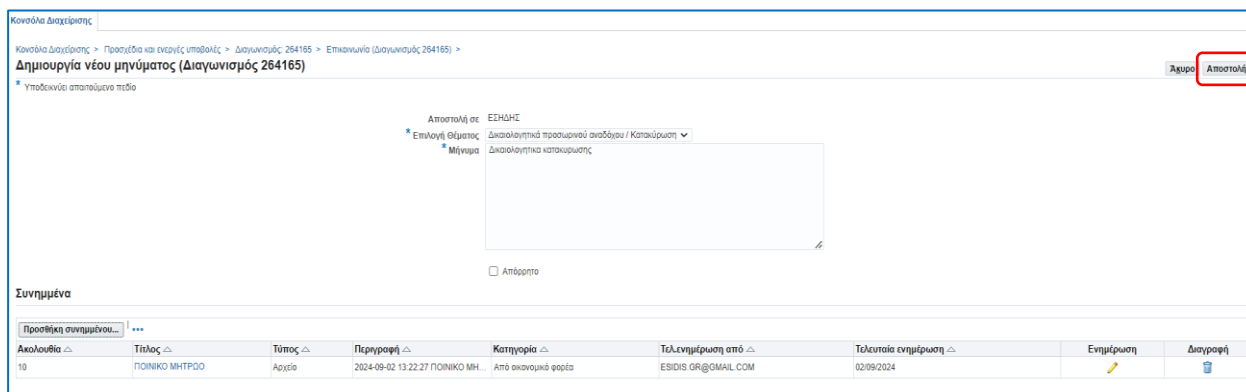 Κονσόλα Διαχείρισης
Κονσόλα Διαχείρισης > Προσχέδια και ενεργές υποβολές > Διαγωνισμός: 264165 > Επικοινωνία (Διαγωνισμός 264165) >
Δημιουργία νέου μηνύματος (Διαγωνισμός 264165)
Άκυρο Αποστολή
* Υποδεικνύει απαιτούμενο πεδίο
Αποστολή σε ΕΣΗΔΗΣ
* Επιλογή Θέματος Δικαιολογητικά προσωρινού αναδόχου / Κατακύρωση
* Μήνυμα Δικαιολογητικα κατακυρωσης
Απόρρητο
Συνημμένα
Προσθήκη συνημμένου... | •••
Ακολουθία Τίτλος Τύπος Περιγραφή Κατηγορία Τελ.ενημέρωση από Τελευταία ενημέρωση Ενημέρωση Διαγραφή
10 ΠΟΙΝΙΚΟ ΜΗΤΡΩΟ Αρχείο 2024-09-02 13:22:27 ΠΟΙΝΙΚΟ ΜΗ... Από οικονομικό φορέα ESIDIS.GR@GMAIL.COM 02/09/2024